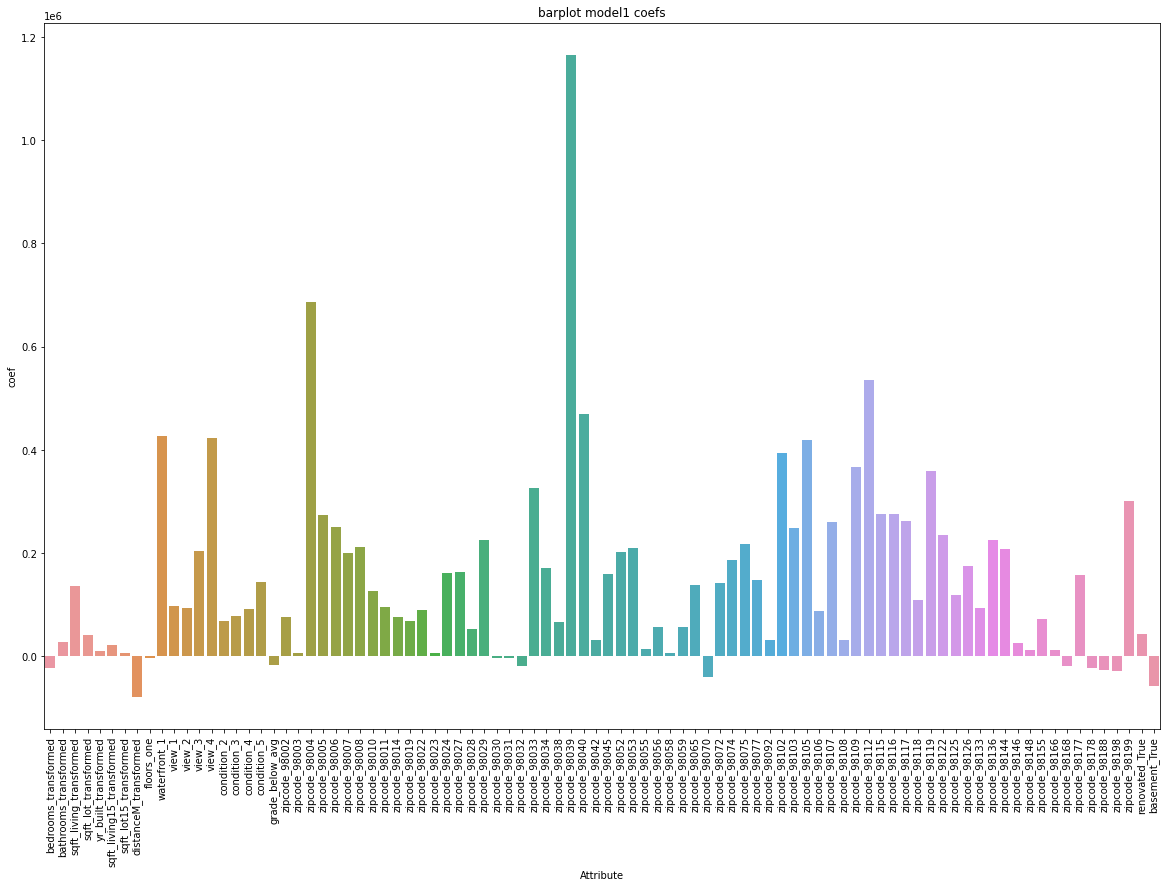 barplot model1 coefs
1e6
1.2
1.0
0.8
0.6
0.4
0.2
0.0
coef
bedrooms_transformed
bathrooms_transformed
sqft_living_transformed
sqft_lot_transformed
yr_built_transformed
sqft_living15_transformed
sqft_lot15_transformed
distanceM_transformed
floors_one
waterfront_1
view_1
view_2
view_3
view_4
condition_2
condition_3
condition_4
condition_5
grade_below_avg
zipcode_98002
zipcode_98003
zipcode_98004
zipcode_98005
zipcode_98006
zipcode_98007
zipcode_98008
zipcode_98010
zipcode_98011
zipcode_98014
zipcode_98019
zipcode_98022
zipcode_98023
zipcode_98024
zipcode_98027
zipcode_98028
zipcode_98029
zipcode_98030
zipcode_98031
zipcode_98032
zipcode_98033
zipcode_98034
zipcode_98038
zipcode_98039
zipcode_98040
zipcode_98042
zipcode_98045
zipcode_98052
zipcode_98053
zipcode_98055
zipcode_98056
zipcode_98058
zipcode_98059
zipcode_98065
zipcode_98070
zipcode_98072
zipcode_98074
zipcode_98075
zipcode_98077
zipcode_98092
zipcode_98102
zipcode_98103
zipcode_98105
zipcode_98106
zipcode_98107
zipcode_98108
zipcode_98109
zipcode_98112
zipcode_98115
zipcode_98116
zipcode_98117
zipcode_98118
zipcode_98119
zipcode_98122
zipcode_98125
zipcode_98126
zipcode_98133
zipcode_98136
zipcode_98144
zipcode_98146
zipcode_98148
zipcode_98155
zipcode_98166
zipcode_98168
zipcode_98177
zipcode_98178
zipcode_98188
zipcode_98198
zipcode_98199
renovated_True
basement_True
Attribute